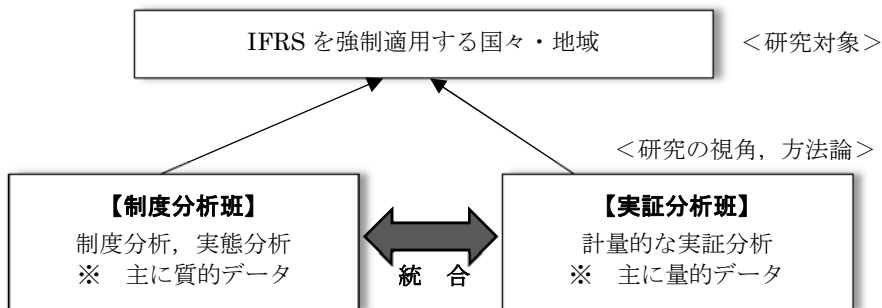 IFRS を強制適用する国々・地域
＜研究対象＞
＜研究の視角，方法論＞
【制度分析班】
制度分析，実態分析
※　主に質的データ
統　合
【実証分析班】
計量的な実証分析
※　主に量的データ